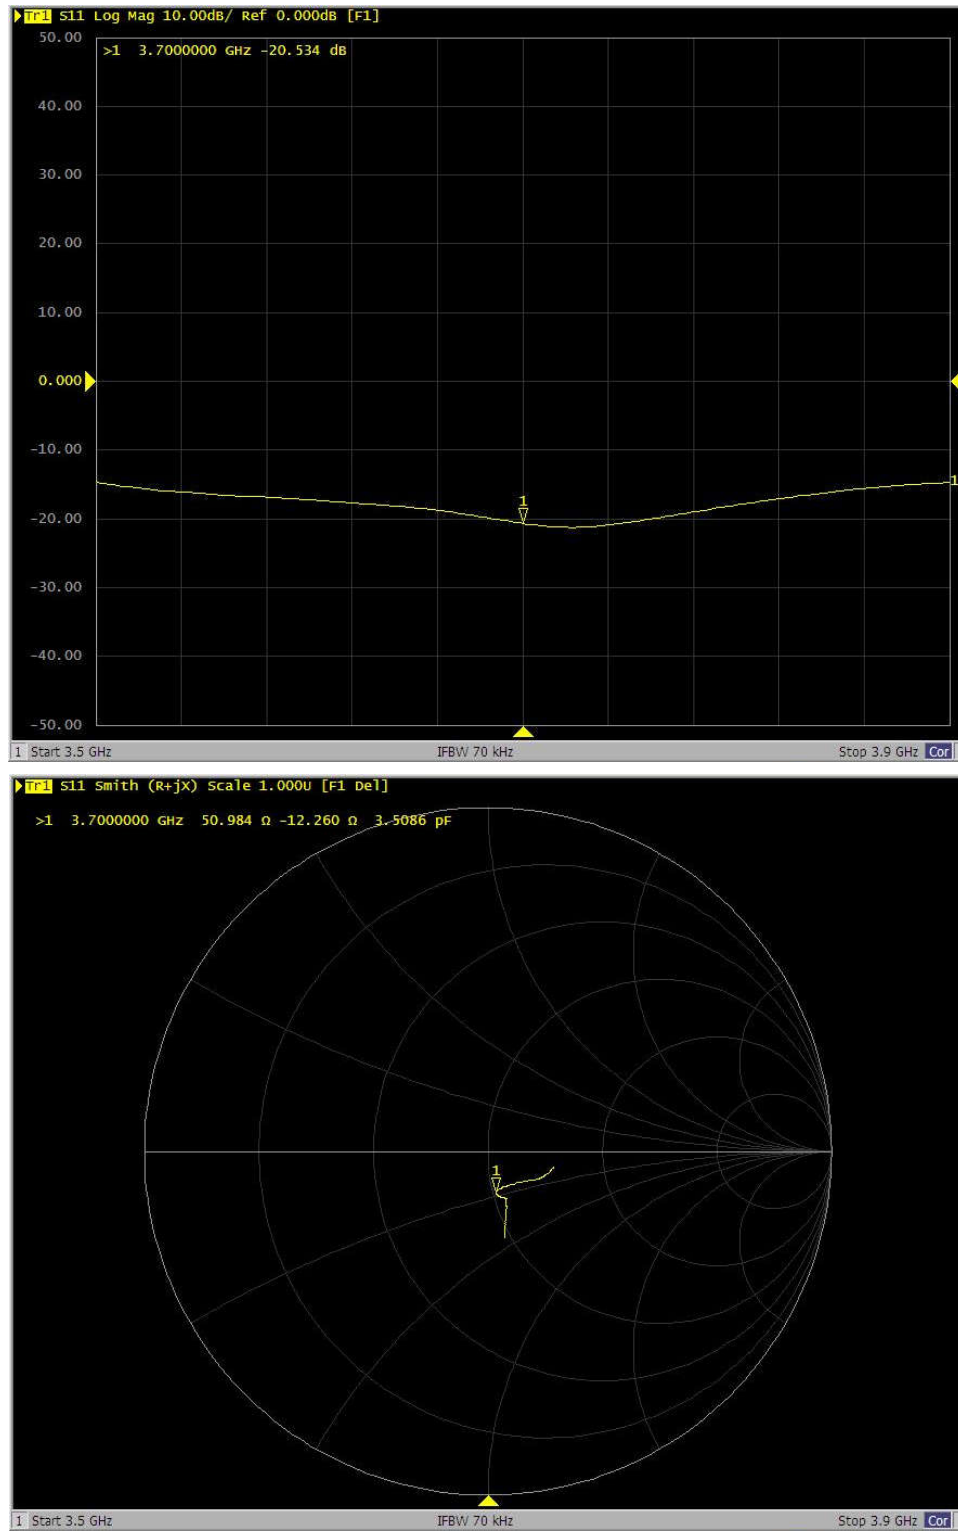 Tr1 S11 Log Mag 10.00dB/ Ref 0.000dB [F1]
50.00
>1 3.7000000 GHz -20.534 dB
40.00
30.00
20.00
10.00
0.000
-10.00
1
1
-20.00
-30.00
-40.00
-50.00
1 Start 3.5 GHz IFBW 70 kHz Stop 3.9 GHz Cor
Tr1 S11 Smith (R+jX) Scale 1.000U [F1 Del]
>1 3.7000000 GHz 50.984 Ω -12.260 Ω 3.5086 pF
1
1 Start 3.5 GHz IFBW 70 kHz Stop 3.9 GHz Cor